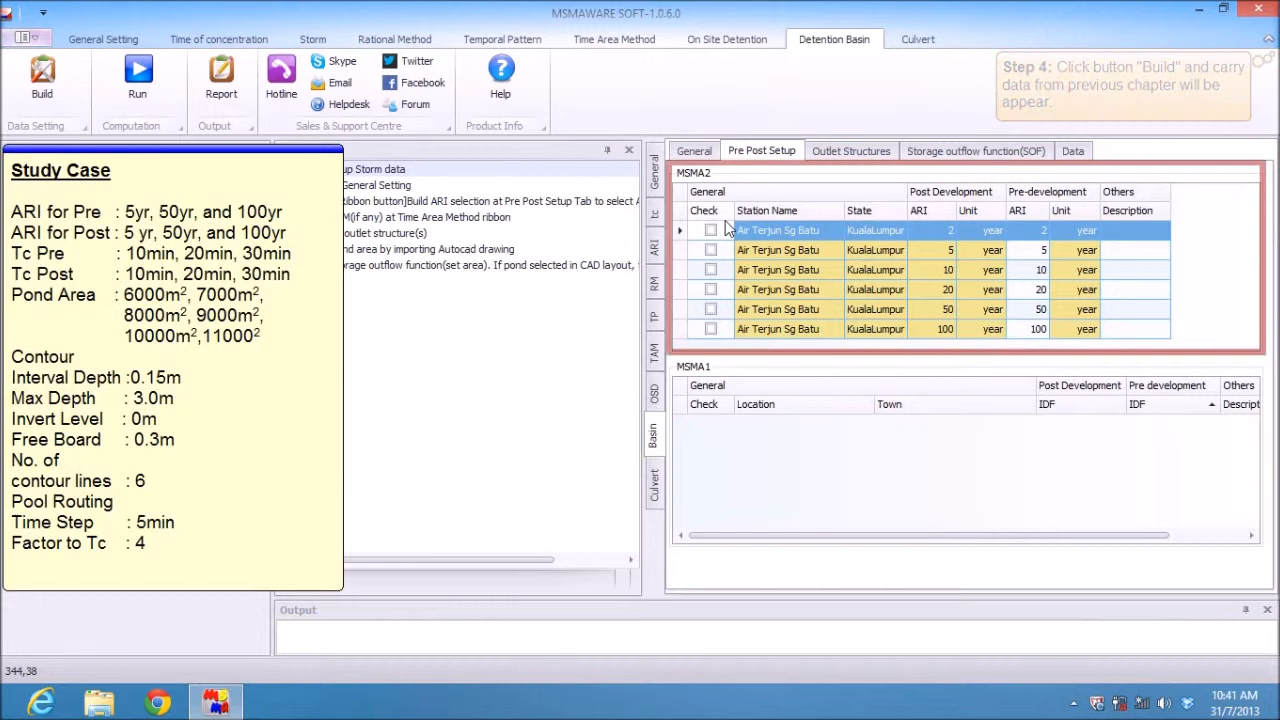 MSMAWARE SOFT-1.0.6.0
General Setting
Time of concentration
Storm
Rational Method
Temporal Pattern
Time Area Method
On Site Detention
Detention Basin
Culvert
Build
Run
Report
Hotline
Skype
Email
Helpdesk
Twitter
Facebook
Forum
Help
Data Setting
Computation
Output
Sales & Support Centre
Product Info
Step 4: Click button "Build" and carry
data from previous chapter will be
appear.
Study Case
ARI for Pre : 5yr, 50yr, and 100yr
ARI for Post : 5 yr, 50yr, and 100yr
Tc Pre : 10min, 20min, 30min
Tc Post : 10min, 20min, 30min
Pond Area : 6000m², 7000m²,
8000m², 9000m²,
10000m²,11000²
Contour
Interval Depth :0.15m
Max Depth : 3.0m
Invert Level : 0m
Free Board : 0.3m
No. of
contour lines : 6
Pool Routing
Time Step : 5min
Factor to Tc : 4
up Storm data
General Setting
Ribbon button]Build ARI selection at Pre Post Setup Tab to select A
M(if any) at Time Area Method ribbon
outlet structure(s)
nd area by importing Autocad drawing
orage outflow function(set area). If pond selected in CAD layout,
General
tc
ARI
RM
TP
TAM
OSD
Basin
Culvert
General
Pre Post Setup
Outlet Structures
Storage outflow function(SOF)
Data
MSMA2
General Post Development Pre-development Others
Check Station Name State ARI Unit ARI Unit Description
Air Terjun Sg Batu KualaLumpur 2 year 2 year
Air Terjun Sg Batu KualaLumpur 5 year 5 year
Air Terjun Sg Batu KualaLumpur 10 year 10 year
Air Terjun Sg Batu KualaLumpur 20 year 20 year
Air Terjun Sg Batu KualaLumpur 50 year 50 year
Air Terjun Sg Batu KualaLumpur 100 year 100 year
MSMA1
General Post Development Pre development Others
Check Location Town IDF IDF Descript
Output
344,38
10:41 AM
31/7/2013